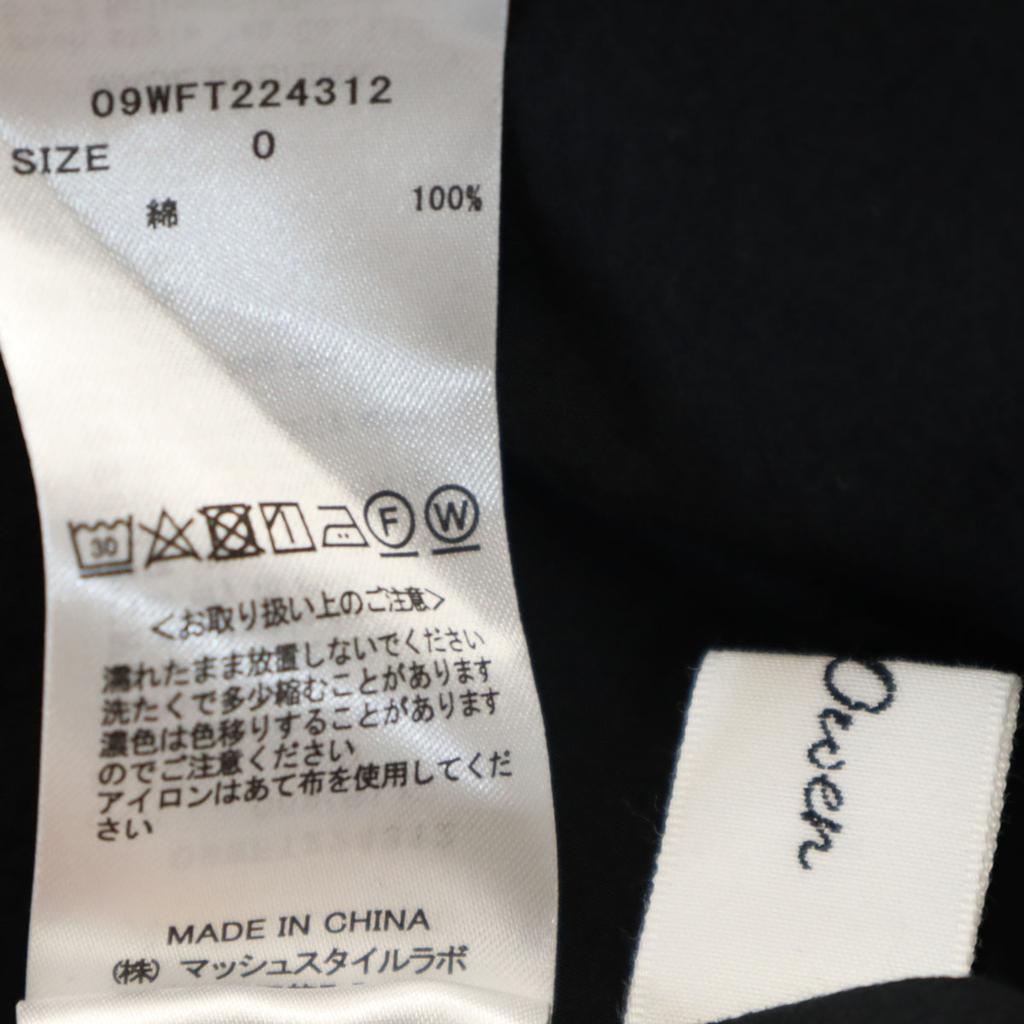 09WFT224312
SIZE 0
綿 100%
30 F W
<お取り扱い上のご注意>
濡れたまま放置しないでください
洗たくで多少縮むことがあります
濃色は色移りすることがあります
のでご注意ください
アイロンはあて布を使用してくだ
さい
MADE IN CHINA
(株) マッシュスタイルラボ
Owen